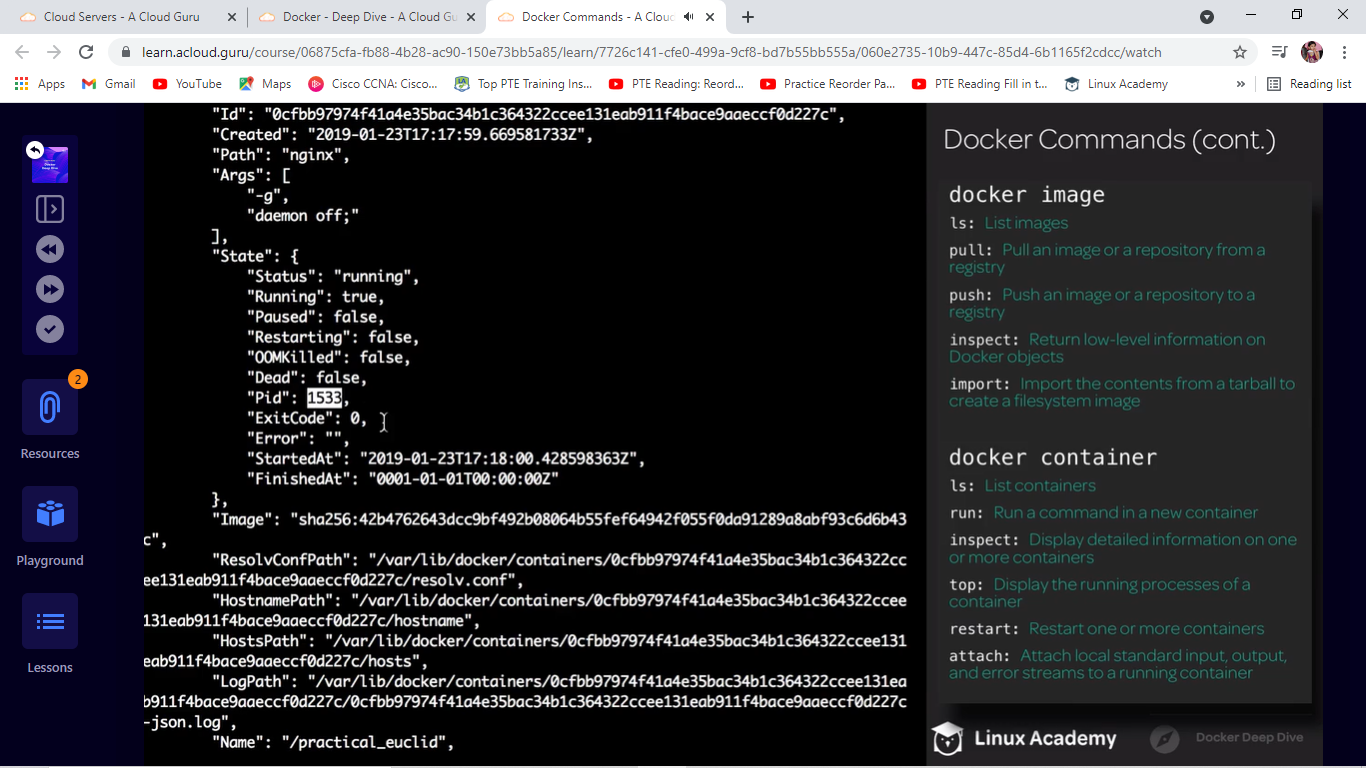 Cloud Servers - A Cloud Guru
Docker - Deep Dive - A Cloud Gu
Docker Commands - A Clou
learn.acloud.guru/course/06875cfa-fb88-4b28-ac90-150e73bb5a85/learn/7726c141-cfe0-499a-9cf8-bd7b55bb555a/060e2735-10b9-447c-85d4-6b1165f2cdcc/watch
Apps
Gmail
YouTube
Maps
Cisco CCNA: Cisco...
Top PTE Training Ins...
PTE Reading: Reord...
Practice Reorder Pa...
PTE Reading Fill in t...
Linux Academy
»
Reading list
2
Resources
Playground
Lessons
"Id": "0cfbb97974f41a4e35bac34b1c364322ccee131eab911f4bace9aaeccf0d227c",
"Created": "2019-01-23T17:17:59.669581733Z",
"Path": "nginx",
"Args": [
"-g",
"daemon off;"
],
"State": {
"Status": "running",
"Running": true,
"Paused": false,
"Restarting": false,
"OOMKilled": false,
"Dead": false,
"Pid": 1533,
"ExitCode": 0,
"Error": "",
"StartedAt": "2019-01-23T17:18:00.428598363Z",
"FinishedAt": "0001-01-01T00:00:00Z"
},
"Image": "sha256:42b4762643dcc9bf492b08064b55fef64942f055f0da91289a8abf93c6d6b43
c",
"ResolvConfPath": "/var/lib/docker/containers/0cfbb97974f41a4e35bac34b1c364322cc
ee131eab911f4bace9aaeccf0d227c/resolv.conf",
"HostnamePath": "/var/lib/docker/containers/0cfbb97974f41a4e35bac34b1c364322ccee
131eab911f4bace9aaeccf0d227c/hostname",
"HostsPath": "/var/lib/docker/containers/0cfbb97974f41a4e35bac34b1c364322ccee131
eab911f4bace9aaeccf0d227c/hosts",
"LogPath": "/var/lib/docker/containers/0cfbb97974f41a4e35bac34b1c364322ccee131ea
b911f4bace9aaeccf0d227c/0cfbb97974f41a4e35bac34b1c364322ccee131eab911f4bace9aaeccf0d227c
-json.log",
"Name": "/practical_euclid",
Docker Commands (cont.)
docker image
ls: List images
pull: Pull an image or a repository from a
registry
push: Push an image or a repository to a
registry
inspect: Return low-level information on
Docker objects
import: Import the contents from a tarball to
create a filesystem image
docker container
ls: List containers
run: Run a command in a new container
inspect: Display detailed information on one
or more containers
top: Display the running processes of a
container
restart: Restart one or more containers
attach: Attach local standard input, output,
and error streams to a running container
Linux Academy
Docker Deep Dive